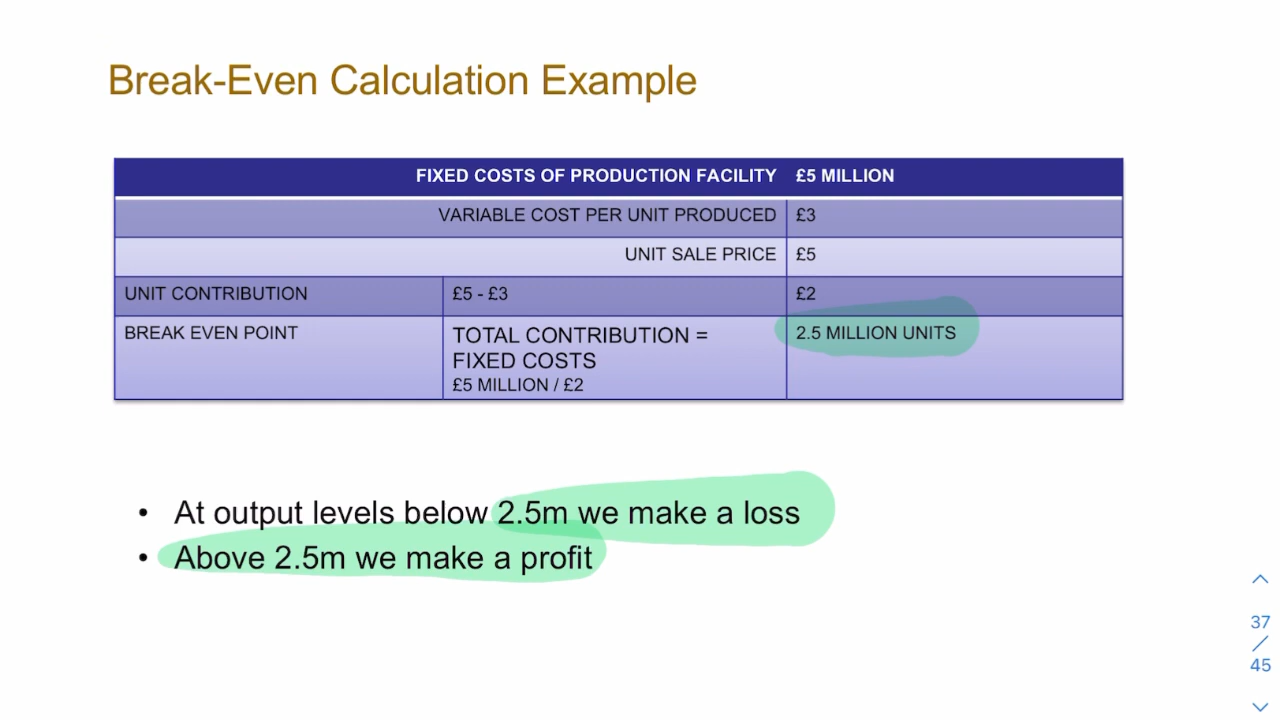 Break-Even Calculation Example
FIXED COSTS OF PRODUCTION FACILITY £5 MILLION
VARIABLE COST PER UNIT PRODUCED £3
UNIT SALE PRICE £5
UNIT CONTRIBUTION £5 - £3 £2
BREAK EVEN POINT TOTAL CONTRIBUTION = 2.5 MILLION UNITS
FIXED COSTS
£5 MILLION / £2
• At output levels below 2.5m we make a loss
• Above 2.5m we make a profit
37
/
45